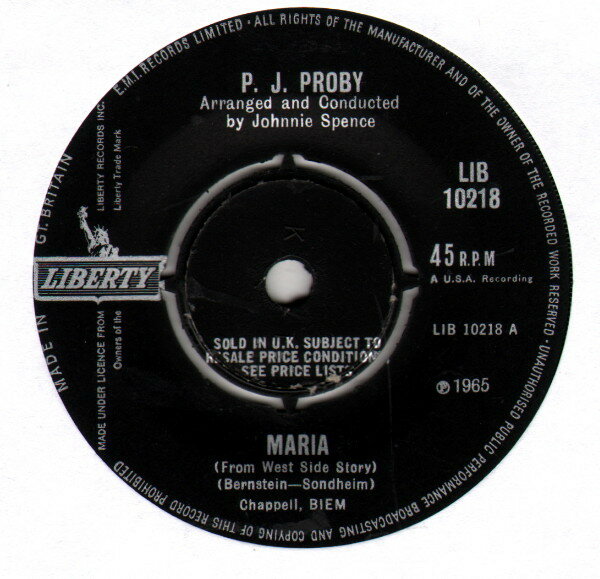 E.M.I. RECORDS LIMITED · ALL RIGHTS OF THE MANUFACTURER AND OF THE OWNER OF THE RECORDED WORK RESERVED · UNAUTHORISED PUBLIC PERFORMANCE BROADCASTING AND COPYING OF THIS RECORD PROHIBITED
MADE IN GT. BRITAIN
P. J. PROBY
Arranged and Conducted
by Johnnie Spence
LIBERTY RECORDS INC.
Liberty Trade Mark
LIBERTY
MADE UNDER LICENCE FROM
Owners of the
LIB
10218
45 R.P.M
A U.S.A. Recording
LIB 10218 A
℗ 1965
SOLD IN U.K. SUBJECT TO
RESALE PRICE CONDITION
SEE PRICE LISTS
MARIA
(From West Side Story)
(Bernstein—Sondheim)
Chappell, BIEM